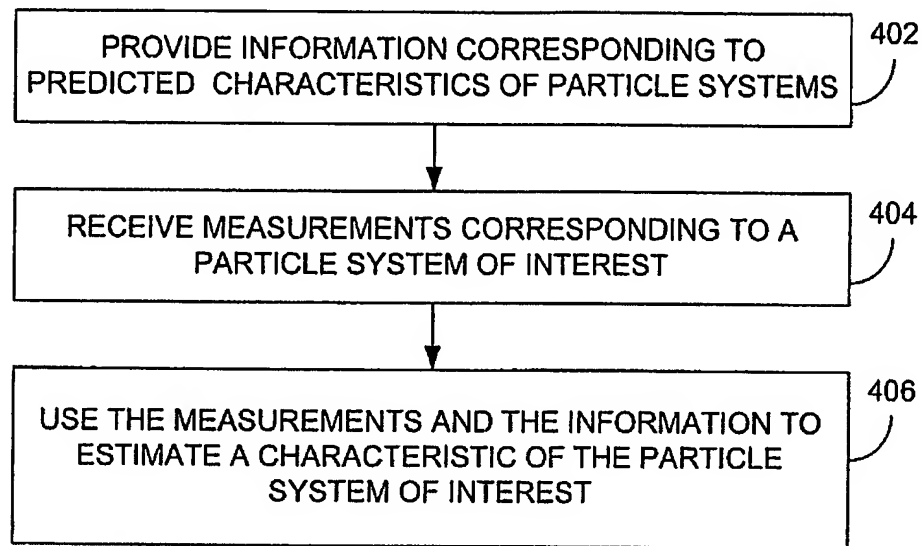 PROVIDE INFORMATION CORRESPONDING TO
PREDICTED CHARACTERISTICS OF PARTICLE SYSTEMS
402
RECEIVE MEASUREMENTS CORRESPONDING TO A
PARTICLE SYSTEM OF INTEREST
404
USE THE MEASUREMENTS AND THE INFORMATION TO
ESTIMATE A CHARACTERISTIC OF THE PARTICLE
SYSTEM OF INTEREST
406